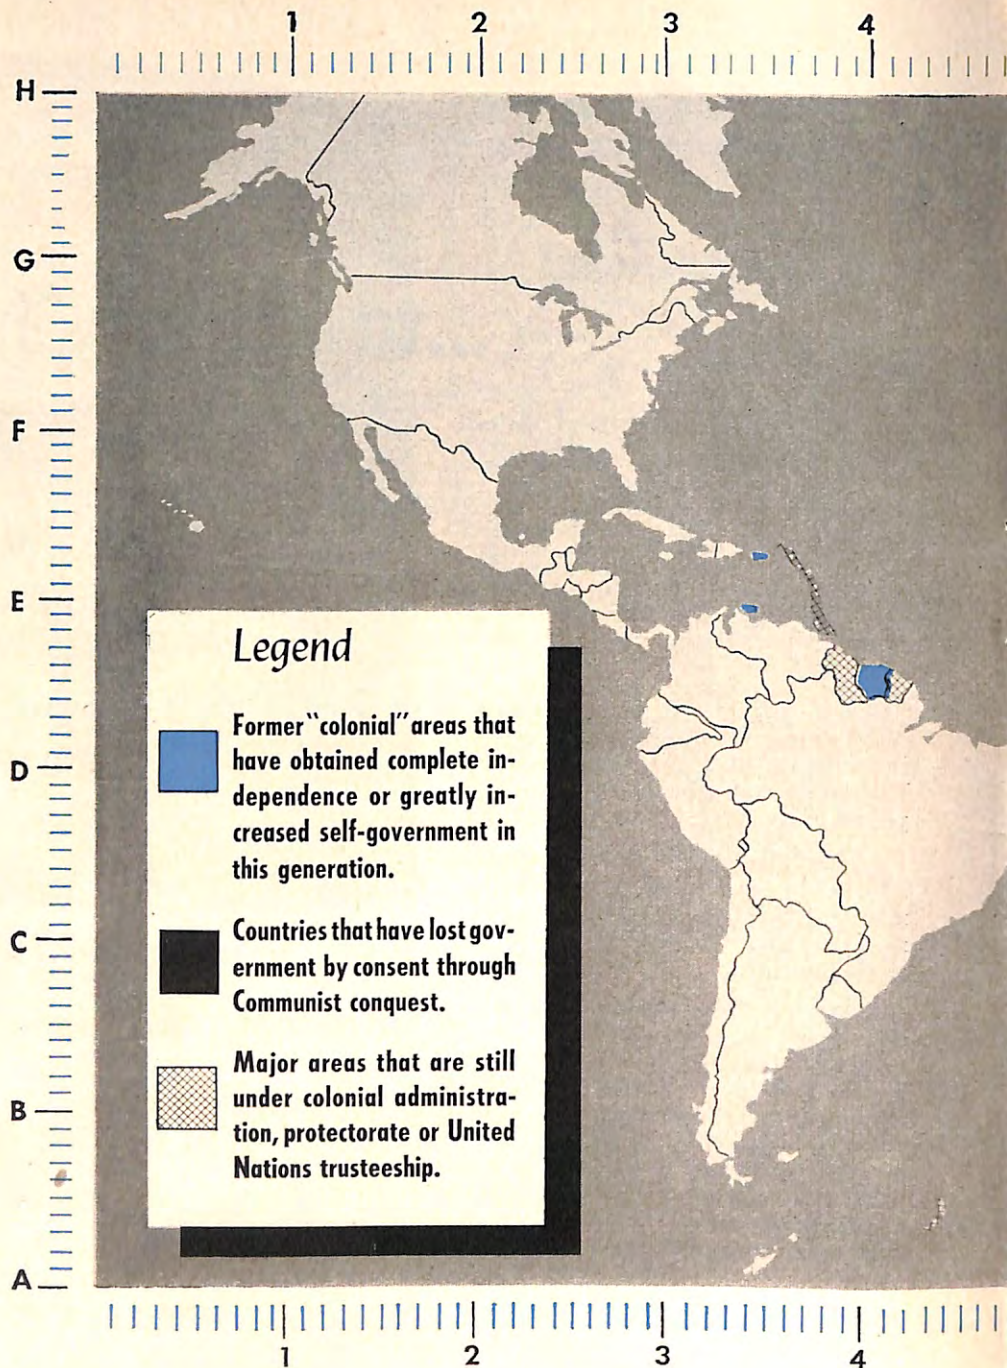 1 2 3 4
H
G
F
E
D
C
B
A
Legend
Former "colonial" areas that
have obtained complete in-
dependence or greatly in-
creased self-government in
this generation.
Countries that have lost gov-
ernment by consent through
Communist conquest.
Major areas that are still
under colonial administra-
tion, protectorate or United
Nations trusteeship.
1 2 3 4